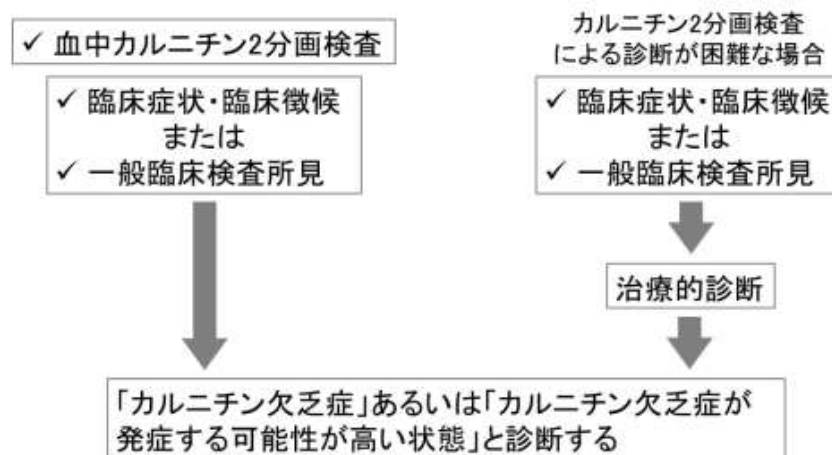 ✓ 血中カルニチン2分画検査
✓ 臨床症状・臨床徴候
または
✓ 一般臨床検査所見
カルニチン2分画検査
による診断が困難な場合
✓ 臨床症状・臨床徴候
または
✓ 一般臨床検査所見
治療的診断
「カルニチン欠乏症」あるいは「カルニチン欠乏症が
発症する可能性が高い状態」と診断する